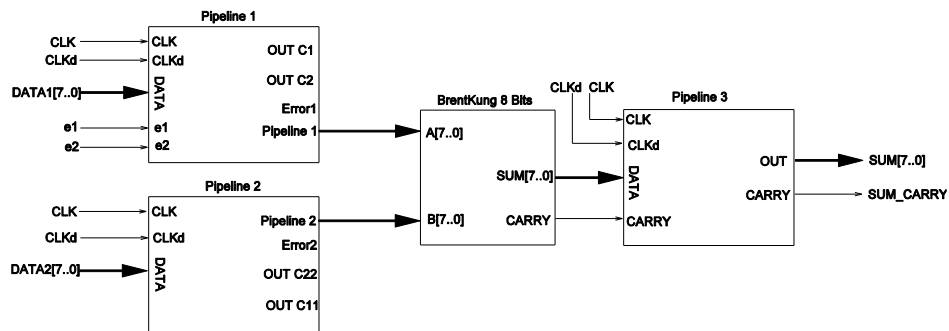 Pipeline 1
CLK
CLK
CLKd
CLKd
DATA1[7..0]
DATA
e1
e1
e2
e2
OUT C1
OUT C2
Error1
Pipeline 1
Pipeline 2
CLK
CLK
CLKd
CLKd
DATA2[7..0]
DATA
Pipeline 2
Error2
OUT C22
OUT C11
BrentKung 8 Bits
A[7..0]
SUM[7..0]
B[7..0]
CARRY
CLKd
CLK
Pipeline 3
CLK
CLKd
DATA
CARRY
OUT
CARRY
SUM[7..0]
SUM_CARRY